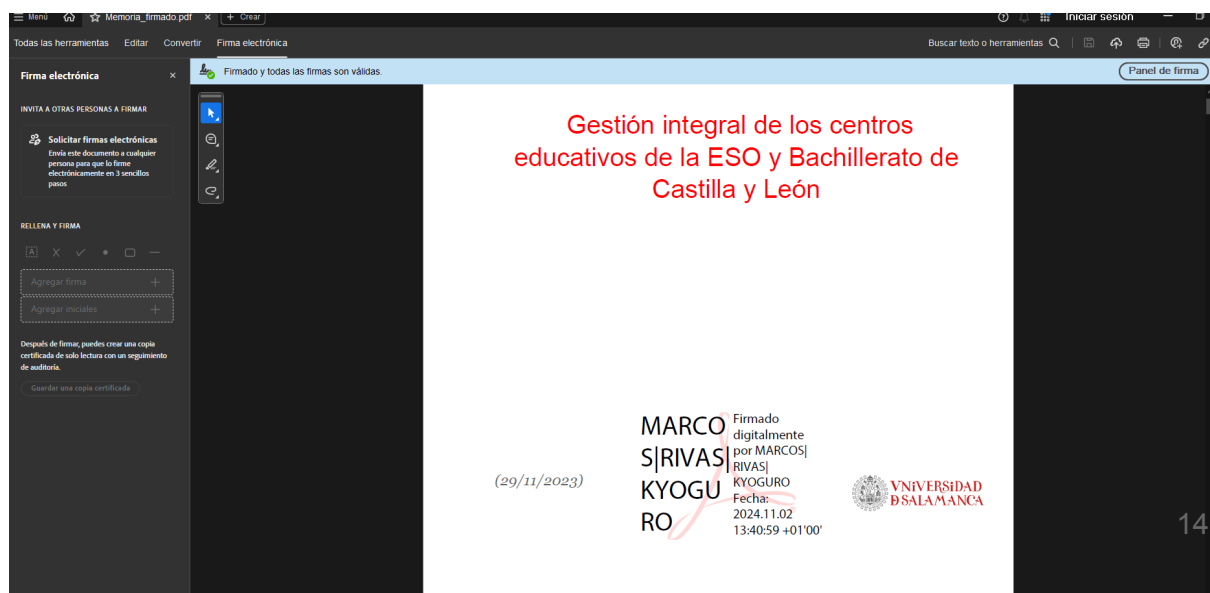 Menú
Memoria_firmado.pdf
×
+ Crear
Iniciar sesión
Todas las herramientas Editar Convertir Firma electrónica
Buscar texto o herramientas
Firma electrónica ×
Firmado y todas las firmas son válidas.
Panel de firma
INVITA A OTRAS PERSONAS A FIRMAR
Solicitar firmas electrónicas
Envía este documento a cualquier
persona para que lo firme
electrónicamente en 3 sencillos
pasos
RELLENA Y FIRMA
Agregar firma
Agregar iniciales
Después de firmar, puedes crear una copia
certificada de solo lectura con un seguimiento
de auditoría.
Guardar una copia certificada
Gestión integral de los centros
educativos de la ESO y Bachillerato de
Castilla y León
(29/11/2023)
MARCO
S|RIVAS|
KYOGU
RO
Firmado
digitalmente
por MARCOS|
RIVAS|
KYOGURO
Fecha:
2024.11.02
13:40:59 +01'00'
VNiVERSiDAD
D SALAMANCA
14